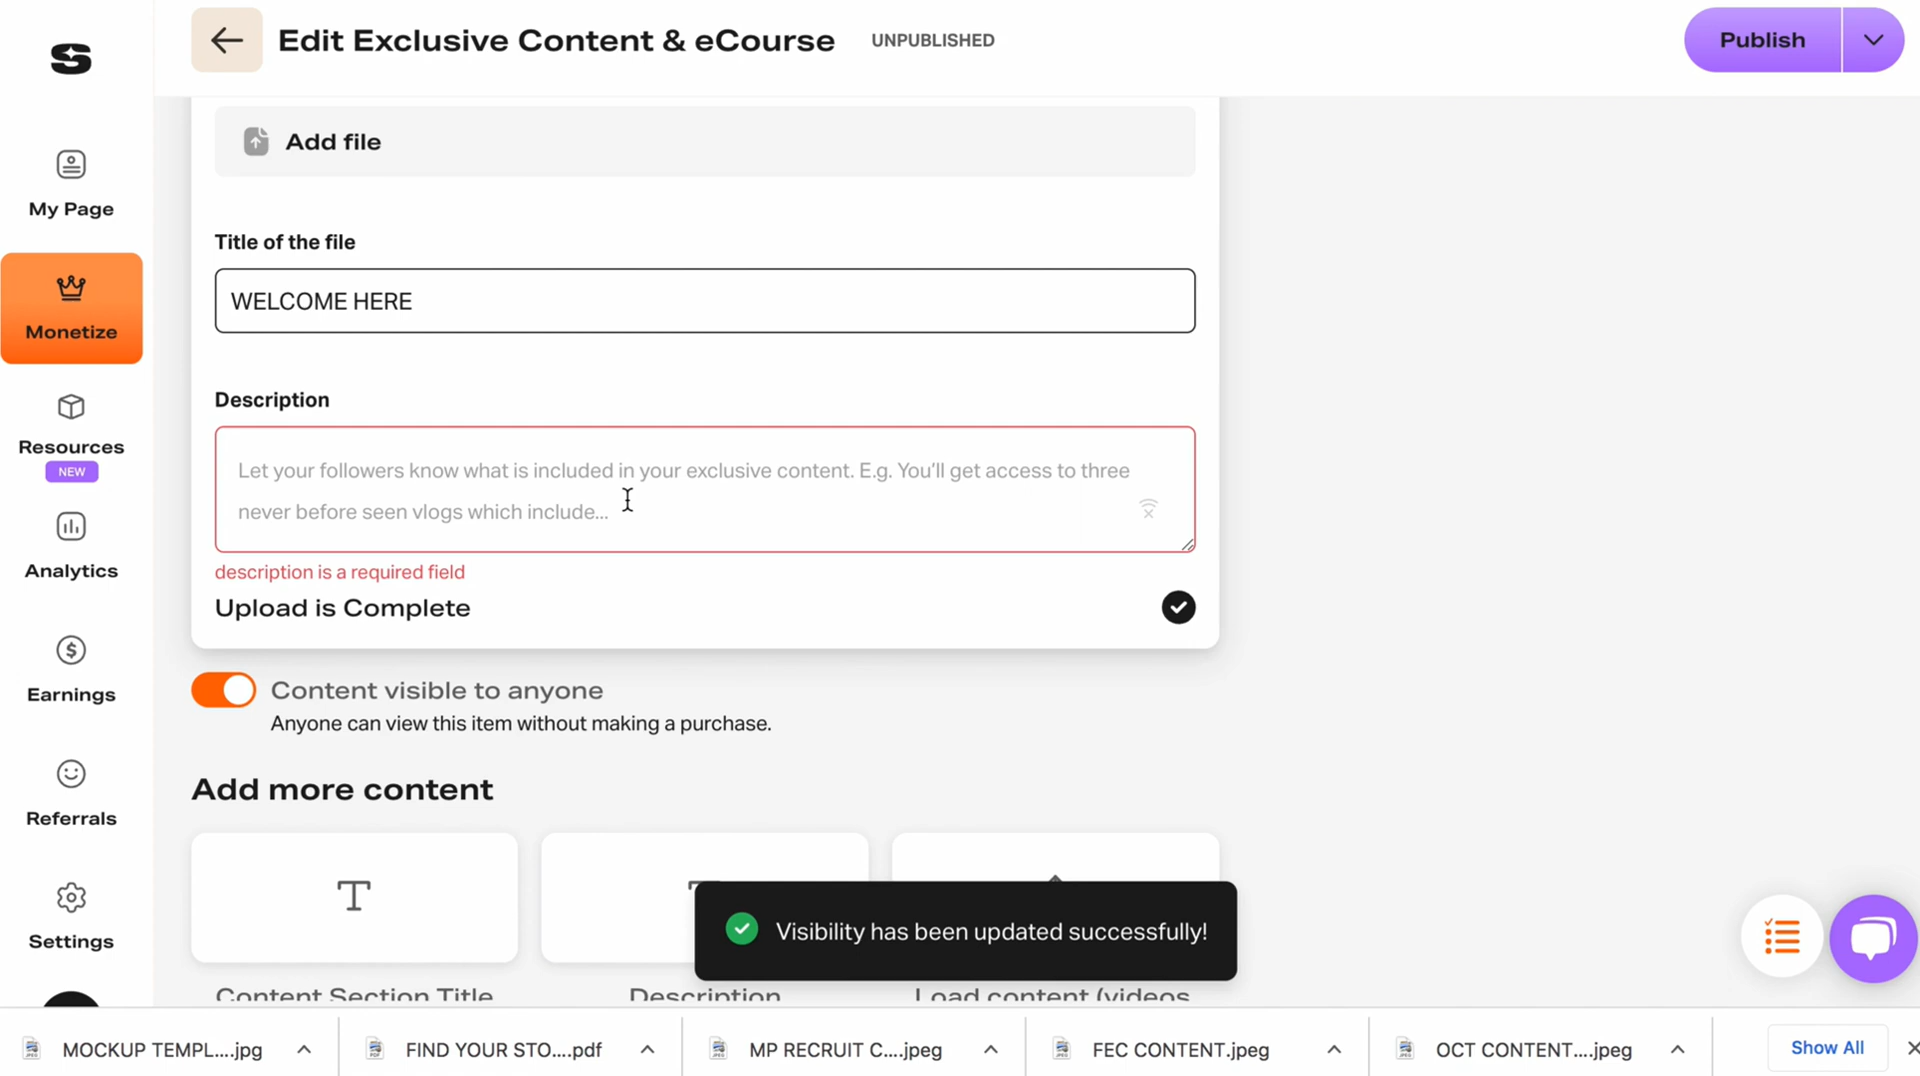 Edit Exclusive Content & eCourse
UNPUBLISHED
Publish
My Page
Monetize
Resources
NEW
Analytics
Earnings
Referrals
Settings
Add file
Title of the file
WELCOME HERE
Description
Let your followers know what is included in your exclusive content. E.g. You'll get access to three
never before seen vlogs which include...
description is a required field
Upload is Complete
Content visible to anyone
Anyone can view this item without making a purchase.
Add more content
Visibility has been updated successfully!
Content Section Title
Description
Load content (videos
MOCKUP TEMPL....jpg
FIND YOUR STO....pdf
MP RECRUIT C....jpeg
FEC CONTENT.jpeg
OCT CONTENT....jpeg
Show All